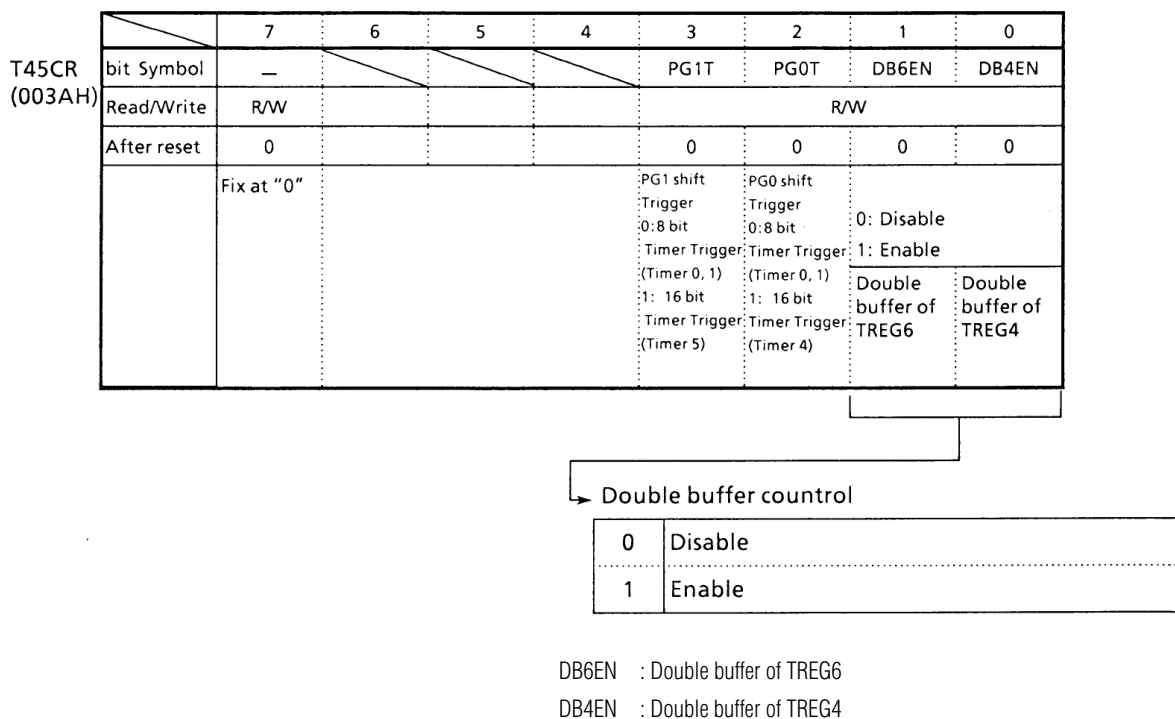 7 6 5 4 3 2 1 0
T45CR
(003AH)
bit Symbol — PG1T PG0T DB6EN DB4EN
Read/Write R/W R/W
After reset 0 0 0 0 0
Fix at "0"
PG1 shift
Trigger
0:8 bit
Timer Trigger
(Timer 0, 1)
1: 16 bit
Timer Trigger
(Timer 5)
PG0 shift
Trigger
0:8 bit
Timer Trigger
(Timer 0, 1)
1: 16 bit
Timer Trigger
(Timer 4)
0: Disable
1: Enable
Double
buffer of
TREG6
Double
buffer of
TREG4
Double buffer countrol
0 Disable
1 Enable
DB6EN : Double buffer of TREG6
DB4EN : Double buffer of TREG4